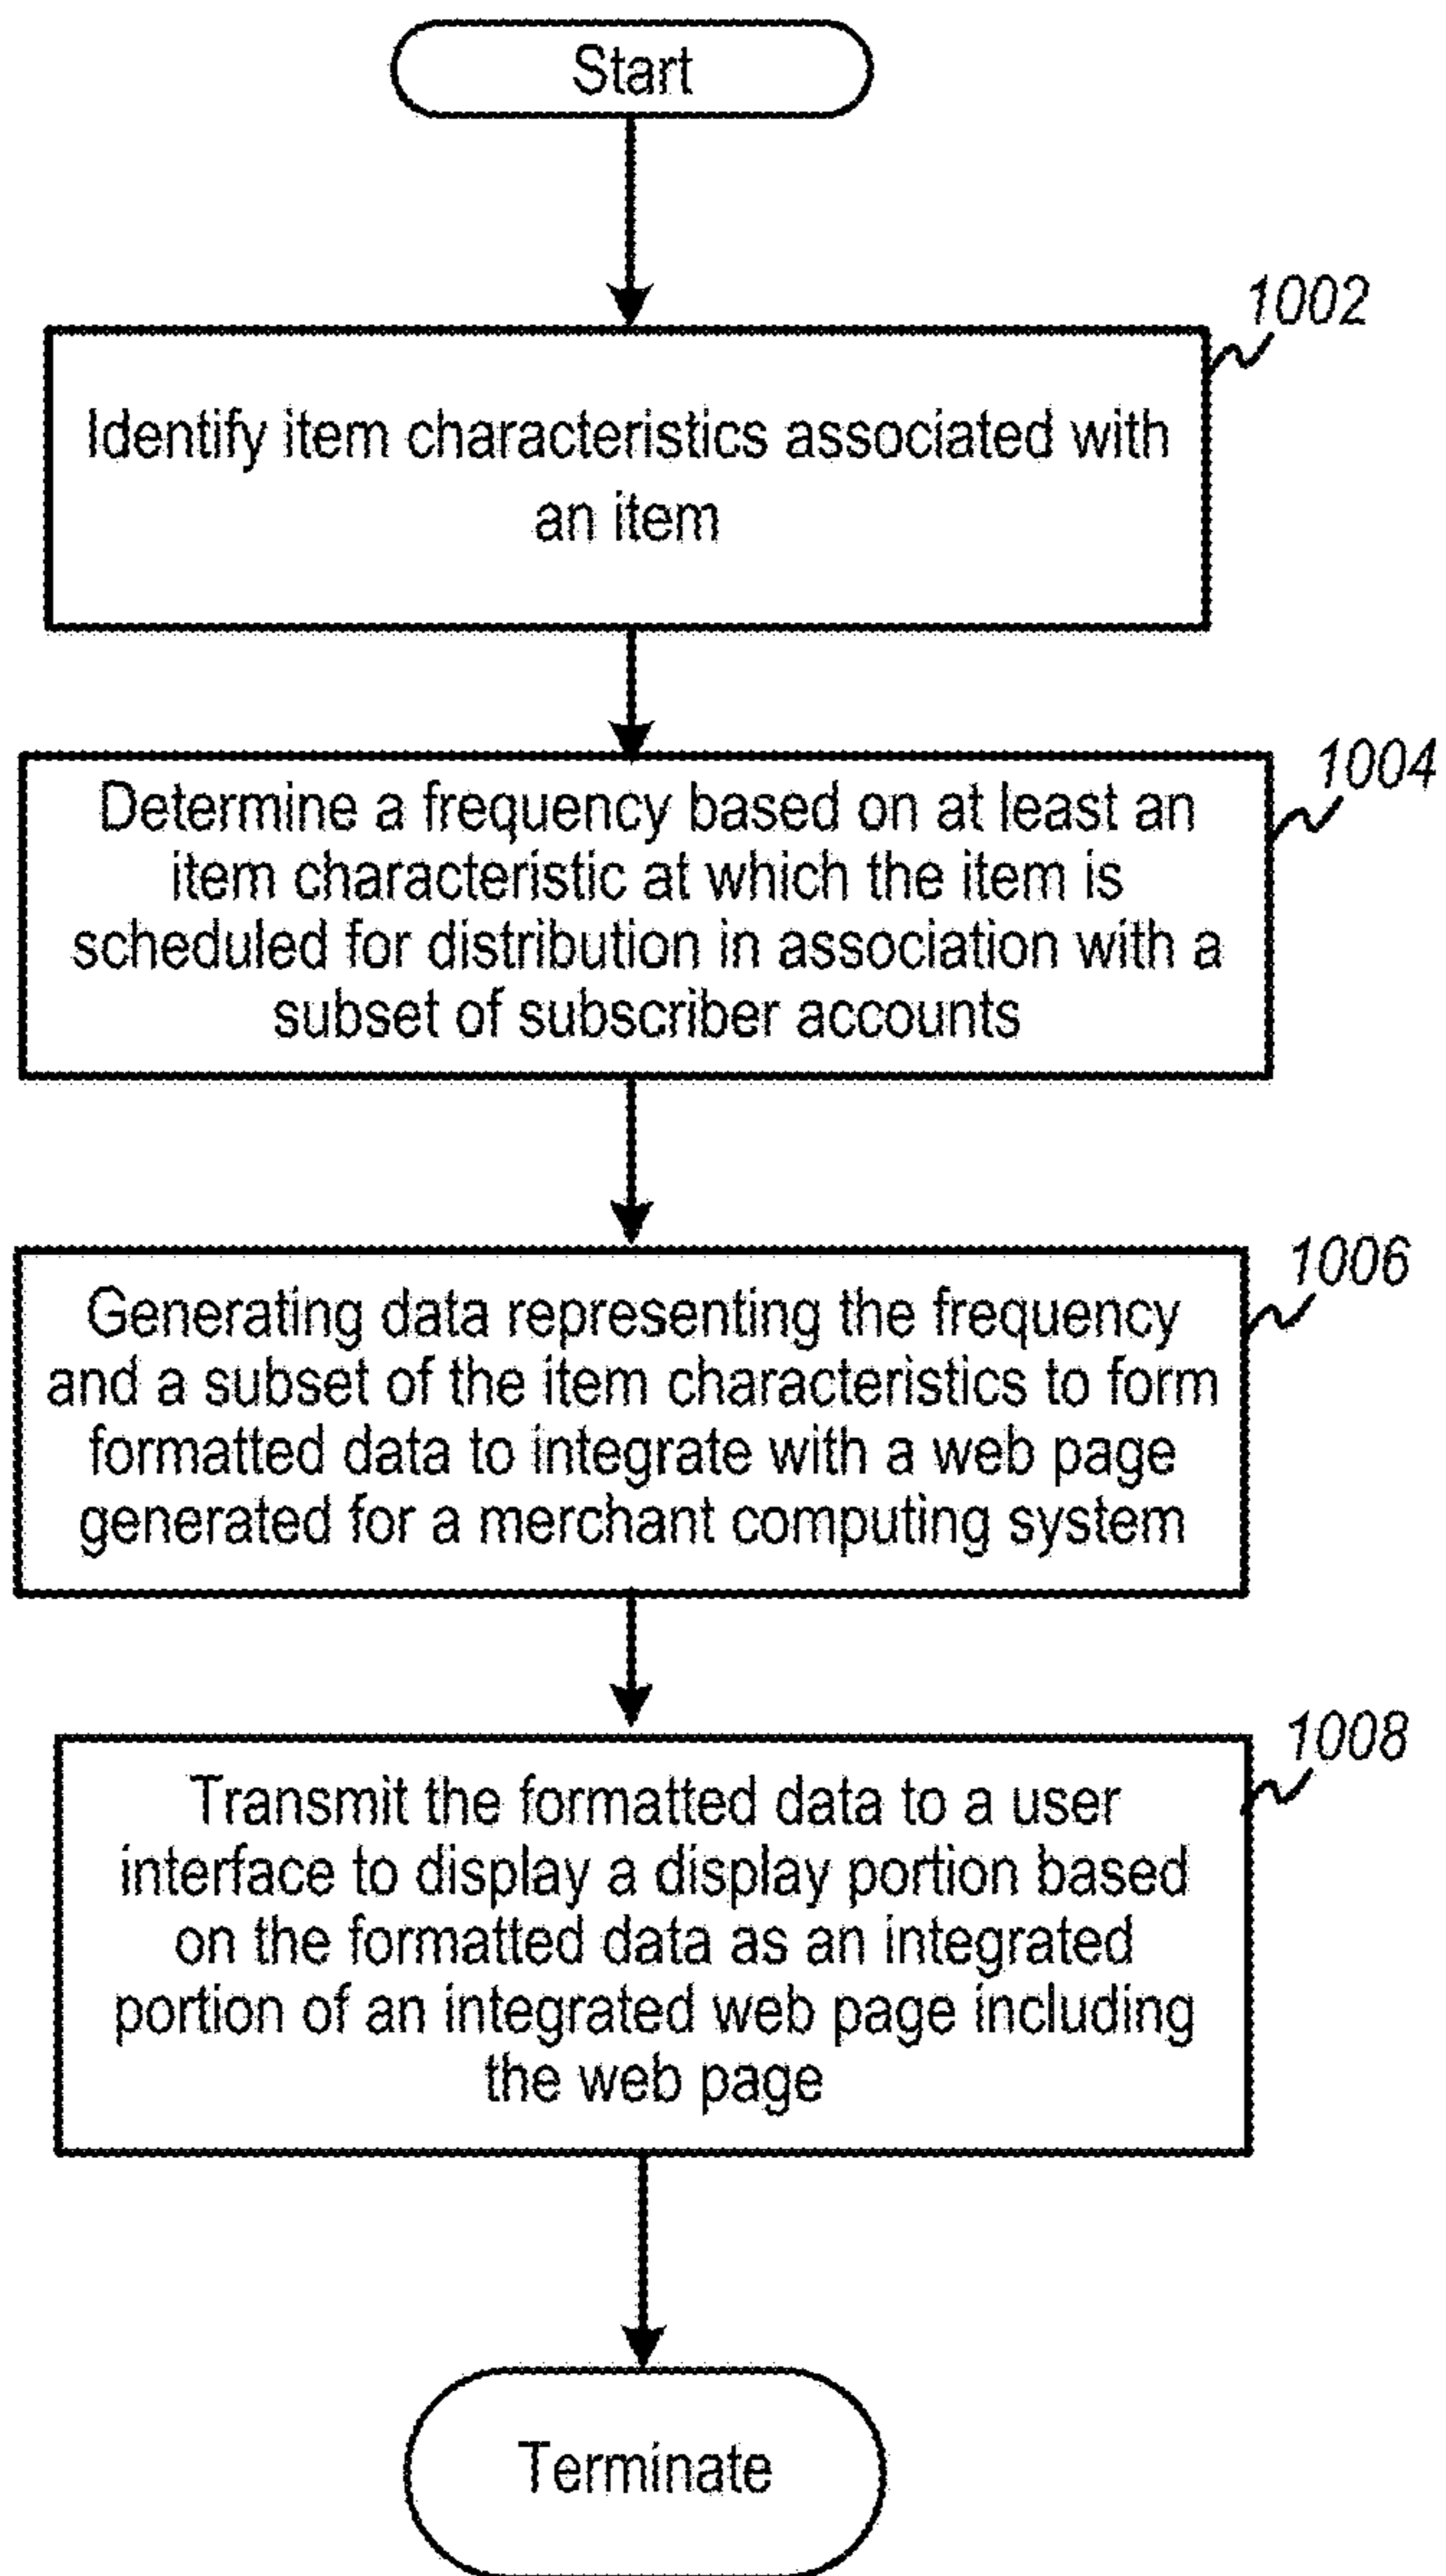 Start
1002
Identify item characteristics associated with
an item
1004
Determine a frequency based on at least an
item characteristic at which the item is
scheduled for distribution in association with a
subset of subscriber accounts
1006
Generating data representing the frequency
and a subset of the item characteristics to form
formatted data to integrate with a web page
generated for a merchant computing system
1008
Transmit the formatted data to a user
interface to display a display portion based
on the formatted data as an integrated
portion of an integrated web page including
the web page
Terminate